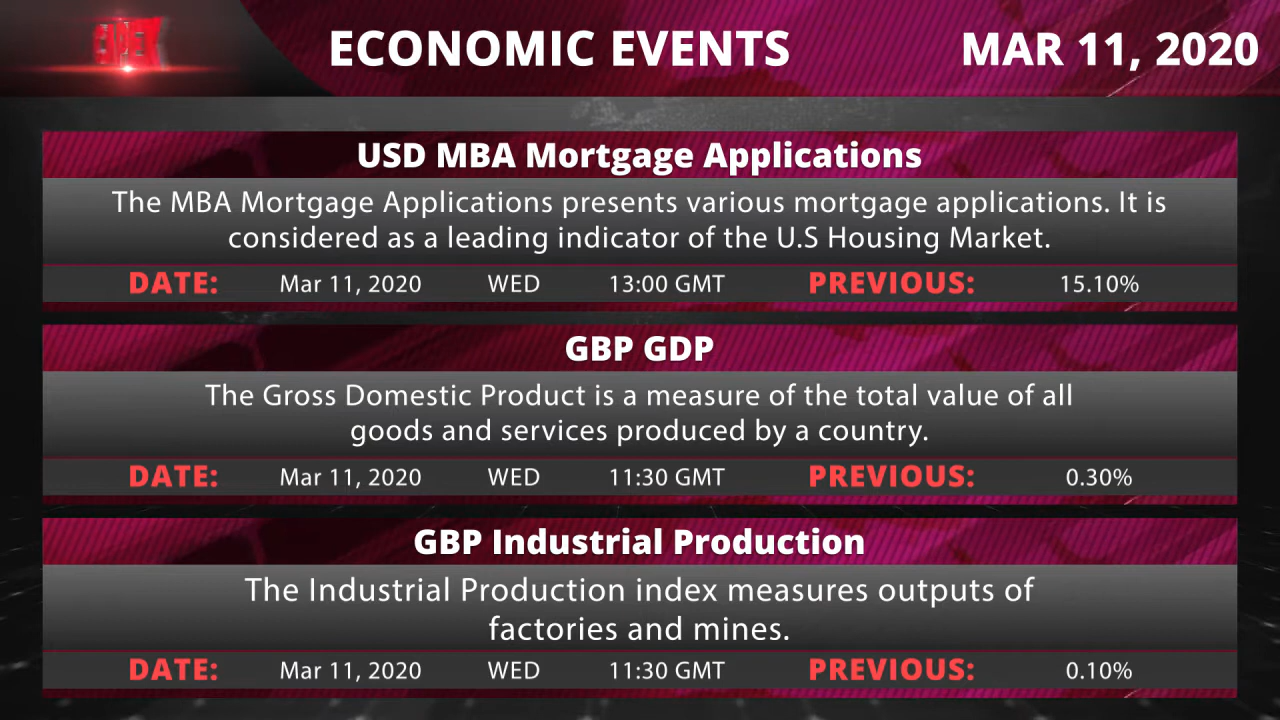 ECONOMIC EVENTS
MAR 11, 2020
USD MBA Mortgage Applications
The MBA Mortgage Applications presents various mortgage applications. It is
considered as a leading indicator of the U.S Housing Market.
DATE: Mar 11, 2020 WED 13:00 GMT PREVIOUS: 15.10%
GBP GDP
The Gross Domestic Product is a measure of the total value of all
goods and services produced by a country.
DATE: Mar 11, 2020 WED 11:30 GMT PREVIOUS: 0.30%
GBP Industrial Production
The Industrial Production index measures outputs of
factories and mines.
DATE: Mar 11, 2020 WED 11:30 GMT PREVIOUS: 0.10%